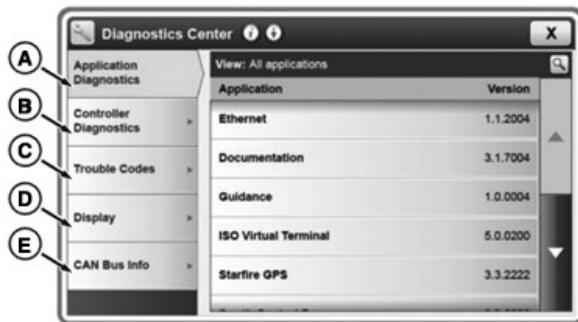 Diagnostics Center
X
A
Application
Diagnostics
B
Controller
Diagnostics
C
Trouble Codes
D
Display
E
CAN Bus Info
View: All applications
Application Version
Ethernet 1.1.2004
Documentation 3.1.7004
Guidance 1.0.0004
ISO Virtual Terminal 5.0.0200
Starfire GPS 3.3.2222